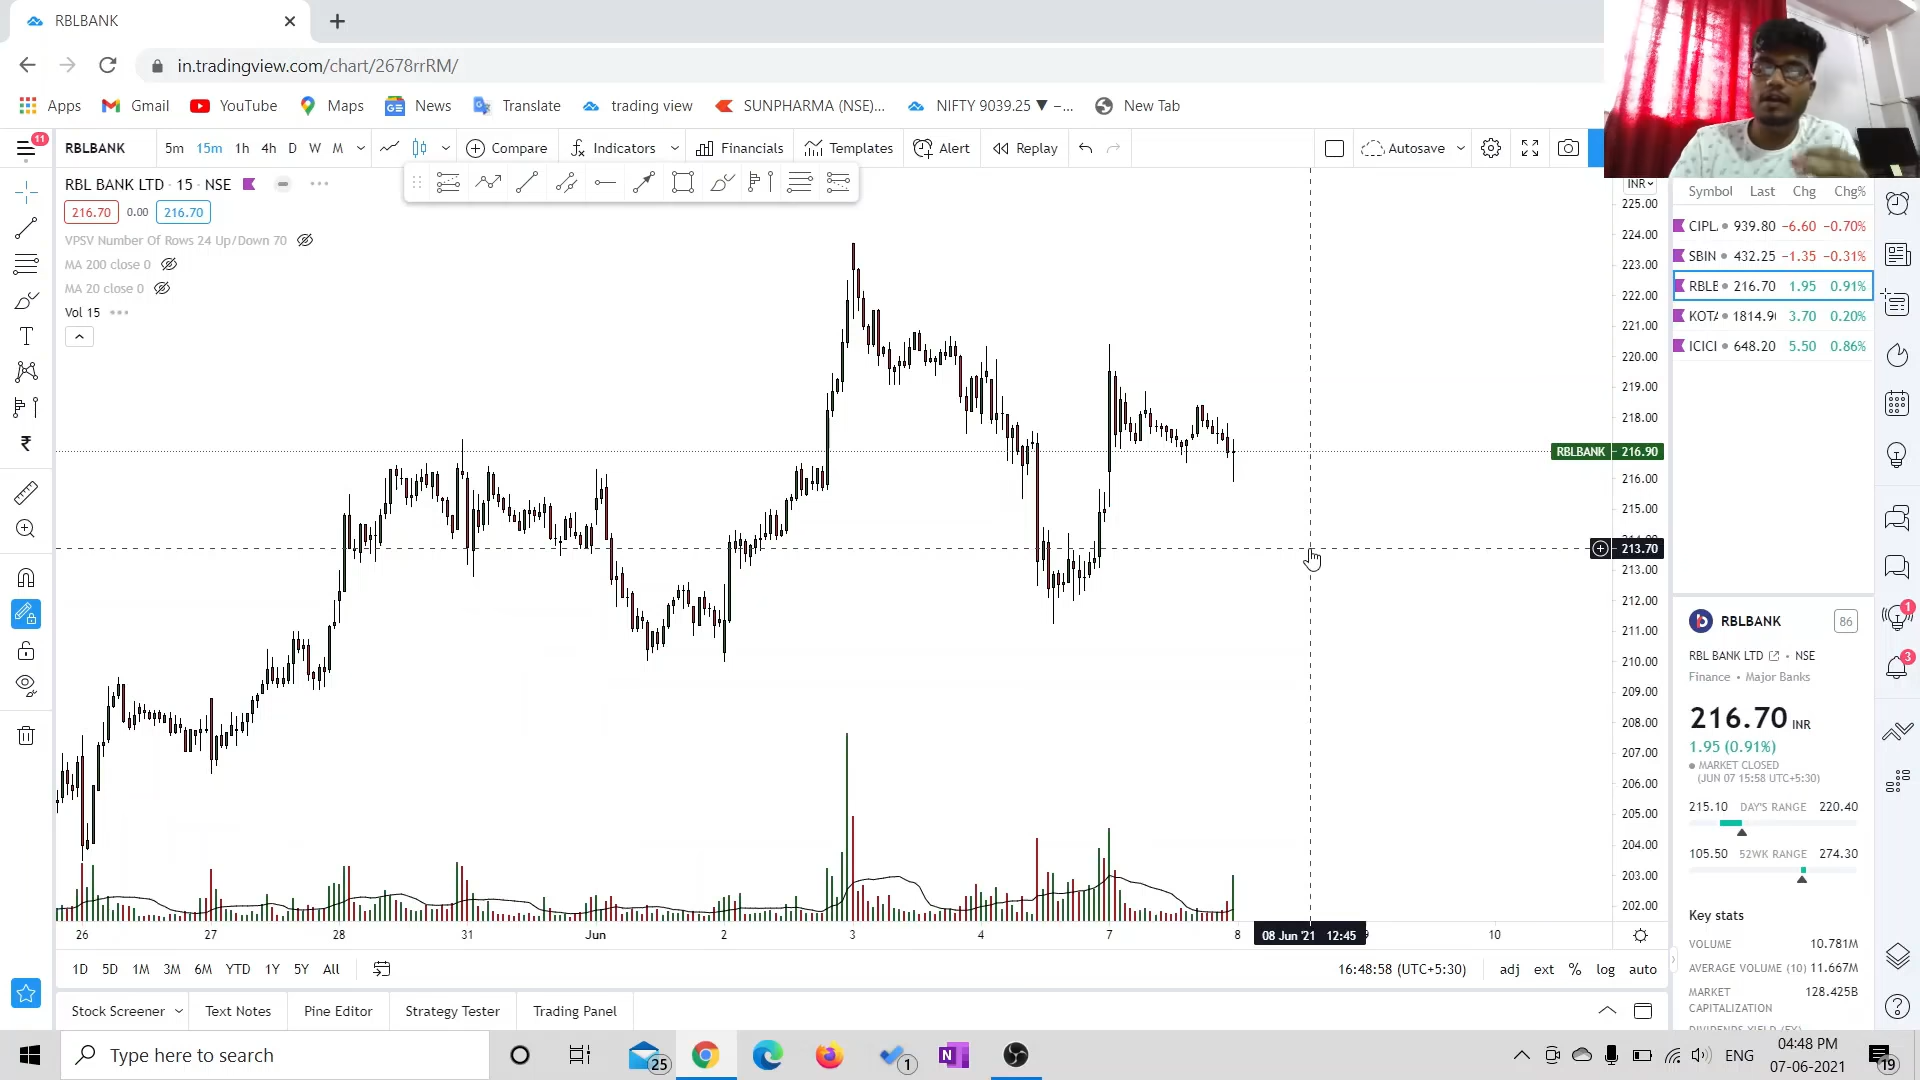 RBLBANK
in.tradingview.com/chart/2678rrRM/
Apps Gmail YouTube Maps News Translate trading view SUNPHARMA (NSE)... NIFTY 9039.25 ▼ –... New Tab
11
RBLBANK 5m 15m 1h 4h D W M Compare Indicators Financials Templates Alert Replay Autosave
RBL BANK LTD · 15 · NSE
216.70 0.00 216.70
VPSV Number Of Rows 24 Up/Down 70
MA 200 close 0
MA 20 close 0
Vol 15
INR
225.00
224.00
223.00
222.00
221.00
220.00
219.00
218.00
RBLBANK 216.90
216.00
215.00
213.70
213.00
212.00
211.00
210.00
209.00
208.00
207.00
206.00
205.00
204.00
203.00
202.00
26 27 28 31 Jun 2 3 4 7 8 08 Jun '21 12:45 9 10
1D 5D 1M 3M 6M YTD 1Y 5Y All
16:48:58 (UTC+5:30) adj ext % log auto
Stock Screener Text Notes Pine Editor Strategy Tester Trading Panel
Symbol Last Chg Chg%
CIPL 939.80 −6.60 −0.70%
SBIN 432.25 −1.35 −0.31%
RBLB 216.70 1.95 0.91%
KOTA 1814.90 3.70 0.20%
ICICI 648.20 5.50 0.86%
RBLBANK 86
RBL BANK LTD • NSE
Finance • Major Banks
216.70 INR
1.95 (0.91%)
MARKET CLOSED
(JUN 07 15:58 UTC+5:30)
215.10 DAY'S RANGE 220.40
105.50 52WK RANGE 274.30
Key stats
VOLUME 10.781M
AVERAGE VOLUME (10) 11.667M
MARKET CAPITALIZATION 128.425B
1
3
Type here to search
25
1
ENG
04:48 PM
07-06-2021
19